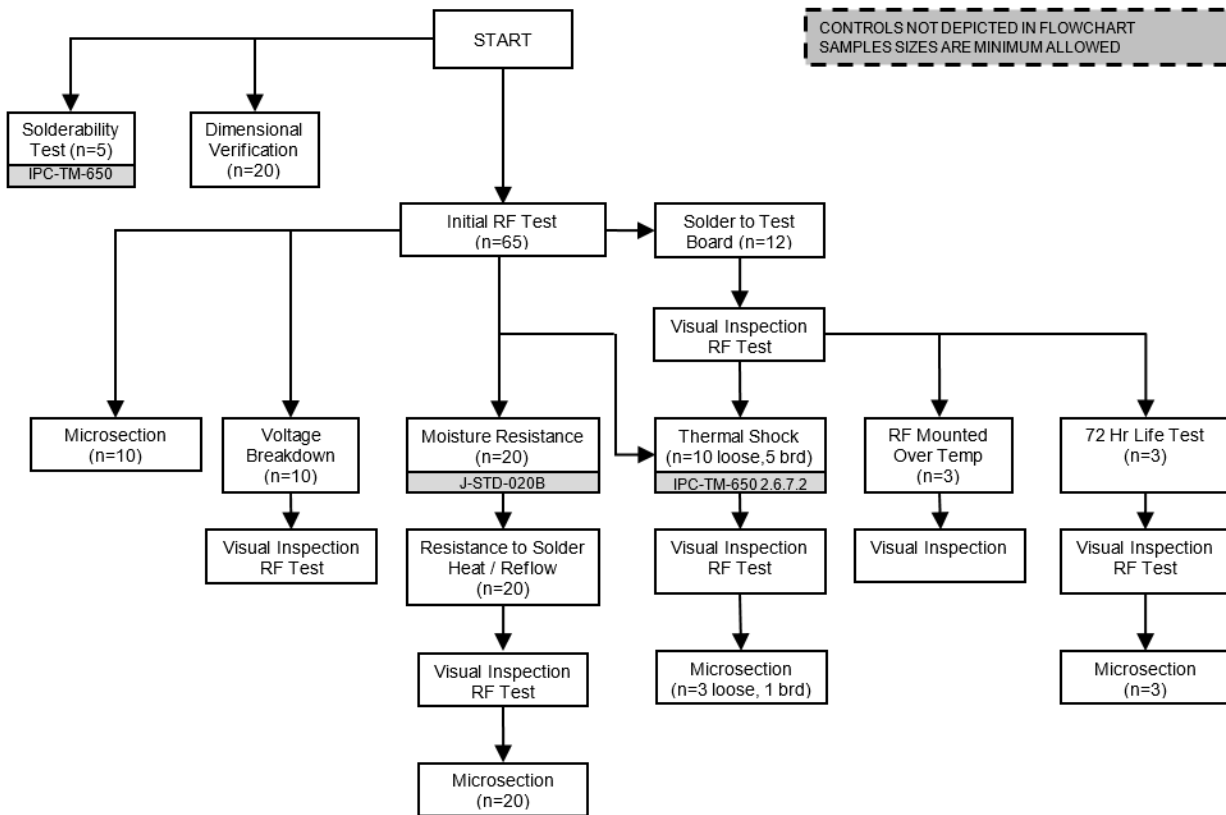 START
CONTROLS NOT DEPICTED IN FLOWCHART
SAMPLES SIZES ARE MINIMUM ALLOWED
Solderability
Test (n=5)
IPC-TM-650
Dimensional
Verification
(n=20)
Initial RF Test
(n=65)
Solder to Test
Board (n=12)
Visual Inspection
RF Test
Microsection
(n=10)
Voltage
Breakdown
(n=10)
Moisture Resistance
(n=20)
J-STD-020B
Thermal Shock
(n=10 loose,5 brd)
IPC-TM-650 2.6.7.2
RF Mounted
Over Temp
(n=3)
72 Hr Life Test
(n=3)
Visual Inspection
RF Test
Resistance to Solder
Heat / Reflow
(n=20)
Visual Inspection
RF Test
Visual Inspection
Visual Inspection
RF Test
Visual Inspection
RF Test
Microsection
(n=3 loose, 1 brd)
Microsection
(n=3)
Microsection
(n=20)